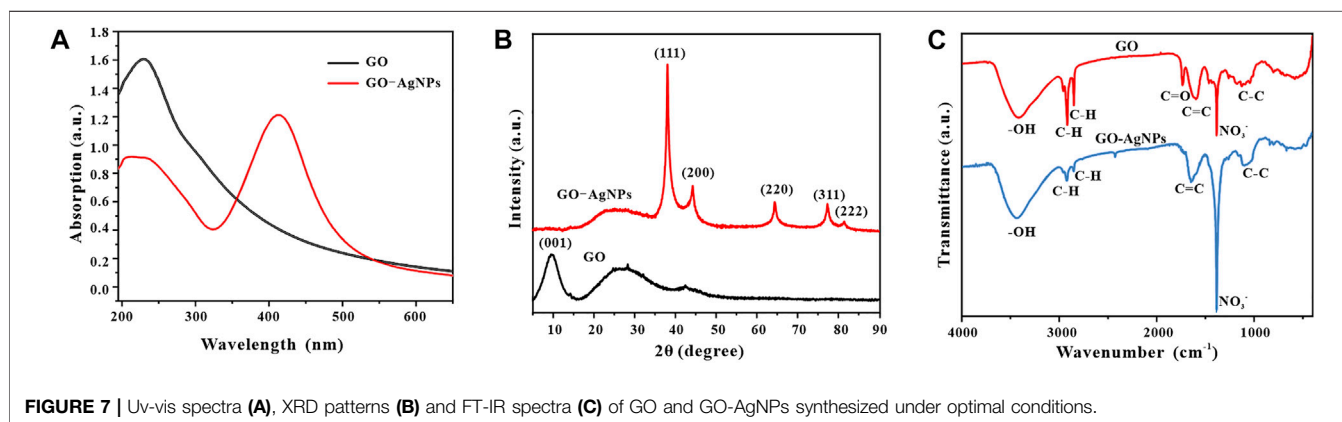 A
GO
GO-AgNPs
Absorption (a.u.)
1.8
1.6
1.4
1.2
1.0
0.8
0.6
0.4
0.2
0.0
200 300 400 500 600
Wavelength (nm)
B
(111)
(200)
(220)
(311)
(222)
GO-AgNPs
(001)
GO
Intensity (a.u.)
10 20 30 40 50 60 70 80 90
2θ (degree)
C
GO
-OH
C-H
C-H
C=O
C=C
NO₃⁻
C-C
GO-AgNPs
-OH
C-H
C-H
C=C
NO₃⁻
C-C
Transmittance (a.u.)
4000 3000 2000 1000
Wavenumber (cm⁻¹)
FIGURE 7 | Uv-vis spectra (A), XRD patterns (B) and FT-IR spectra (C) of GO and GO-AgNPs synthesized under optimal conditions.